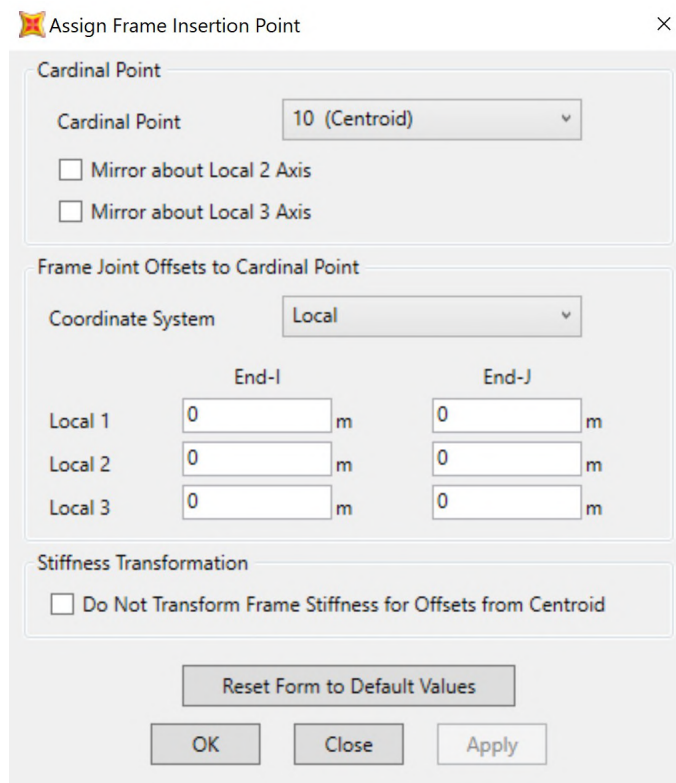 Assign Frame Insertion Point
Cardinal Point
Cardinal Point 10 (Centroid)
Mirror about Local 2 Axis
Mirror about Local 3 Axis
Frame Joint Offsets to Cardinal Point
Coordinate System Local
End-I End-J
Local 1 0 m 0 m
Local 2 0 m 0 m
Local 3 0 m 0 m
Stiffness Transformation
Do Not Transform Frame Stiffness for Offsets from Centroid
Reset Form to Default Values
OK Close Apply